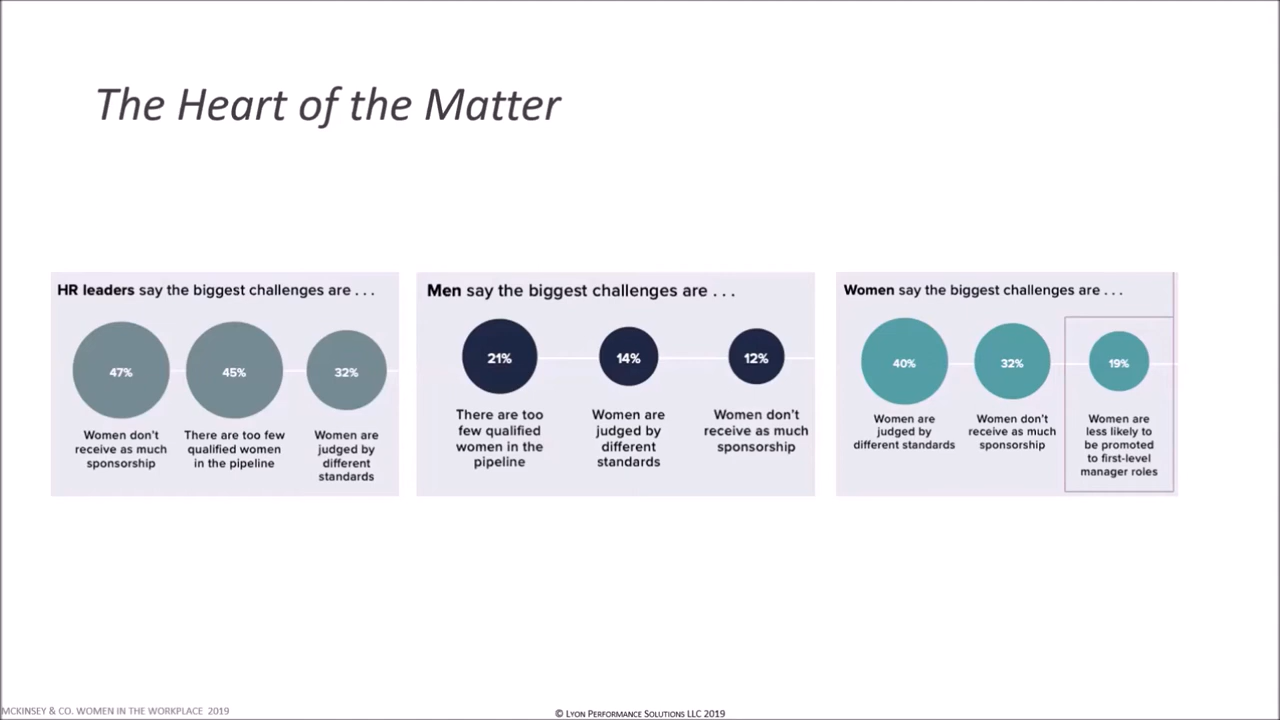 The Heart of the Matter
HR leaders say the biggest challenges are . . .
47%
45%
32%
Women don't
receive as much
sponsorship
There are too few
qualified women
in the pipeline
Women are
judged by
different
standards
Men say the biggest challenges are . . .
21%
14%
12%
There are too
few qualified
women in the
pipeline
Women are
judged by
different
standards
Women don't
receive as much
sponsorship
Women say the biggest challenges are . . .
40%
32%
19%
Women are
judged by
different standards
Women don't
receive as much
sponsorship
Women are
less likely to
be promoted
to first-level
manager roles
MCKINSEY & CO. WOMEN IN THE WORKPLACE 2019
© LYON PERFORMANCE SOLUTIONS LLC 2019